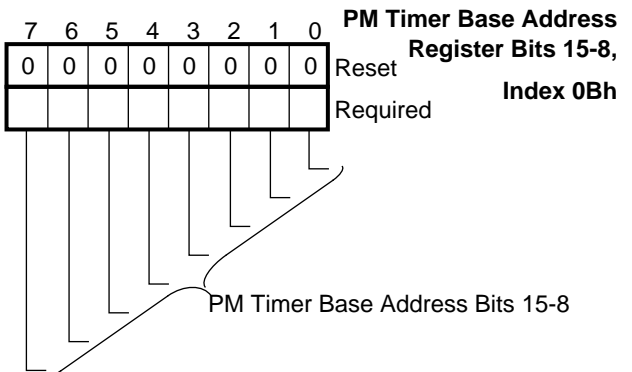 PM Timer Base Address
Register Bits 15-8,
Index 0Bh
7 6 5 4 3 2 1 0
0 0 0 0 0 0 0 0 Reset
Required
PM Timer Base Address Bits 15-8